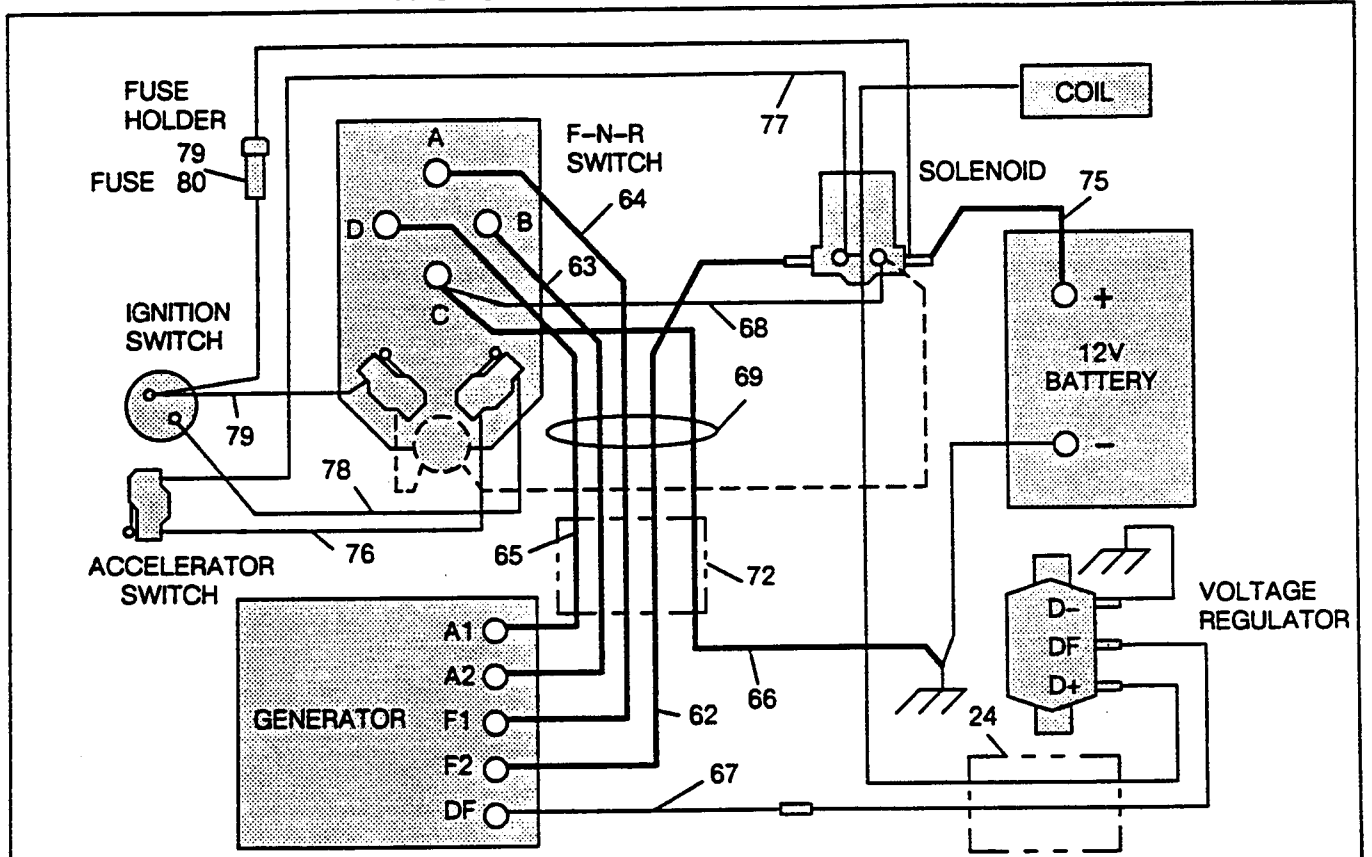 FUSE
HOLDER
79
FUSE 80
A
F-N-R
SWITCH
64
77
COIL
SOLENOID
75
D
B
63
C
68
+
12V
BATTERY
-
IGNITION
SWITCH
79
69
78
76
65
72
ACCELERATOR
SWITCH
VOLTAGE
REGULATOR
D-
DF
D+
A1
A2
GENERATOR
F1
F2
DF
62
66
24
67